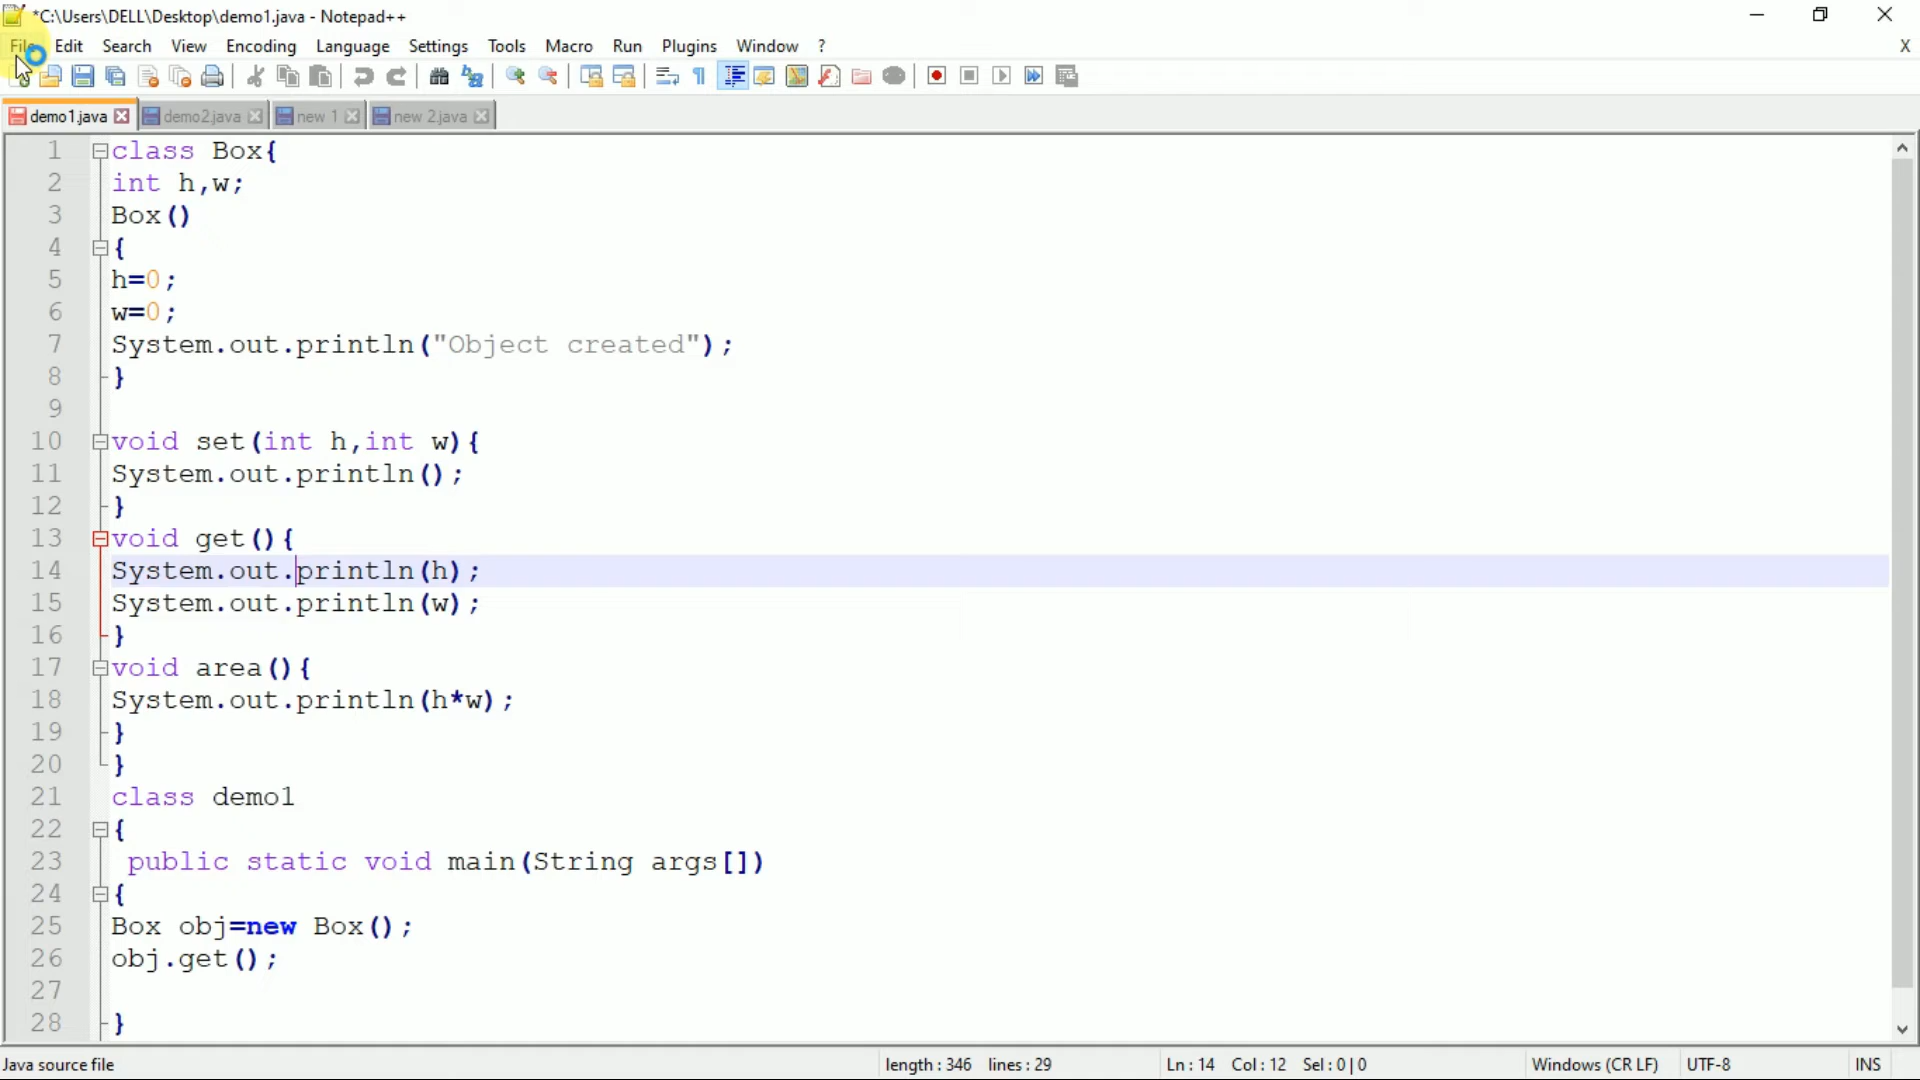 *C:\Users\DELL\Desktop\demo1.java - Notepad++
File Edit Search View Encoding Language Settings Tools Macro Run Plugins Window ? X
demo1.java demo2.java new 1 new 2.java
1 class Box{
2 int h,w;
3 Box()
4 {
5 h=0;
6 w=0;
7 System.out.println("Object created");
8 }
9
10 void set(int h,int w){
11 System.out.println();
12 }
13 void get(){
14 System.out.println(h);
15 System.out.println(w);
16 }
17 void area(){
18 System.out.println(h*w);
19 }
20 }
21 class demo1
22 {
23 public static void main(String args[])
24 {
25 Box obj=new Box();
26 obj.get();
27
28 }
Java source file length : 346 lines : 29 Ln : 14 Col : 12 Sel : 0 | 0 Windows (CR LF) UTF-8 INS